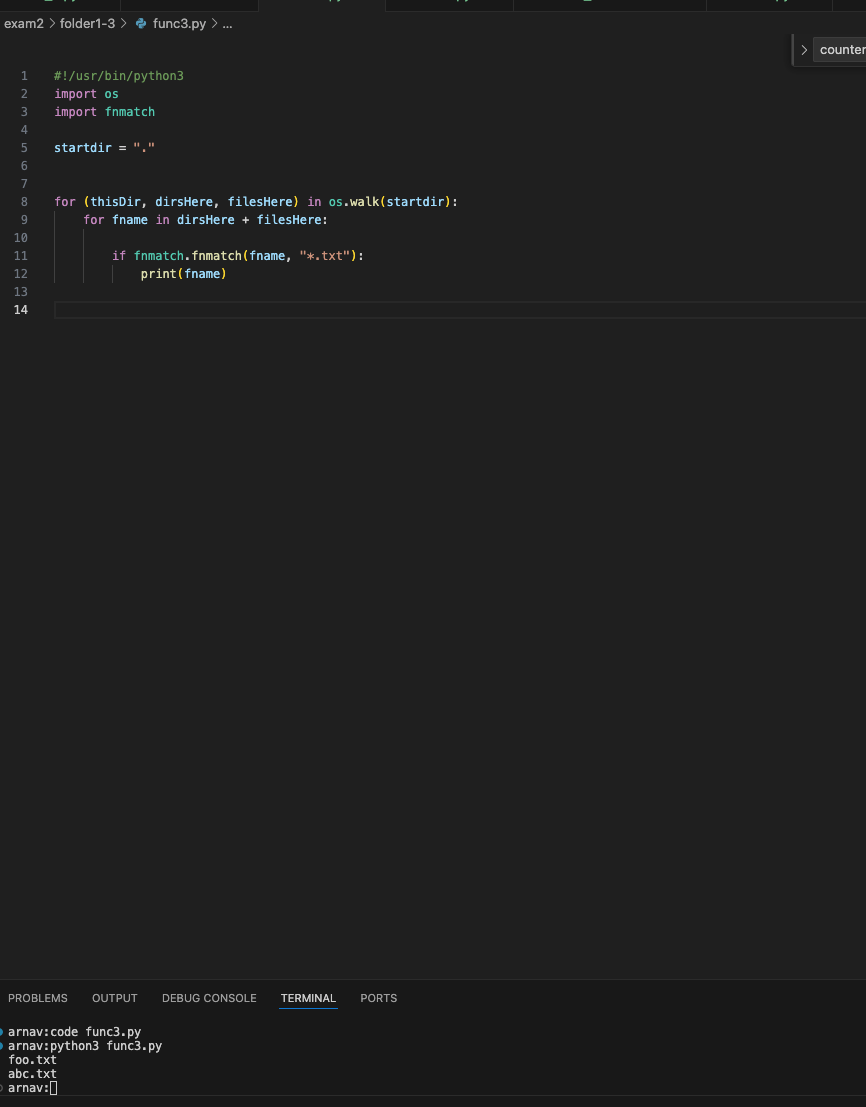 exam2 > folder1-3 > func3.py > ...
counter
1 #!/usr/bin/python3
2 import os
3 import fnmatch
4
5 startdir = "."
6
7
8 for (thisDir, dirsHere, filesHere) in os.walk(startdir):
9     for fname in dirsHere + filesHere:
10
11         if fnmatch.fnmatch(fname, "*.txt"):
12             print(fname)
13
14
PROBLEMS OUTPUT DEBUG CONSOLE TERMINAL PORTS
arnav:code func3.py
arnav:python3 func3.py
foo.txt
abc.txt
arnav: